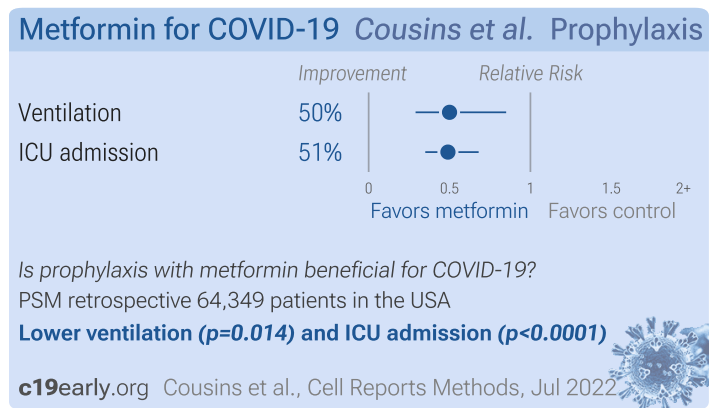 Metformin for COVID-19 Cousins et al. Prophylaxis
Improvement Relative Risk
Ventilation 50%
ICU admission 51%
0 0.5 1 1.5 2+
Favors metformin Favors control
Is prophylaxis with metformin beneficial for COVID-19?
PSM retrospective 64,349 patients in the USA
Lower ventilation (p=0.014) and ICU admission (p<0.0001)
c19early.org Cousins et al., Cell Reports Methods, Jul 2022